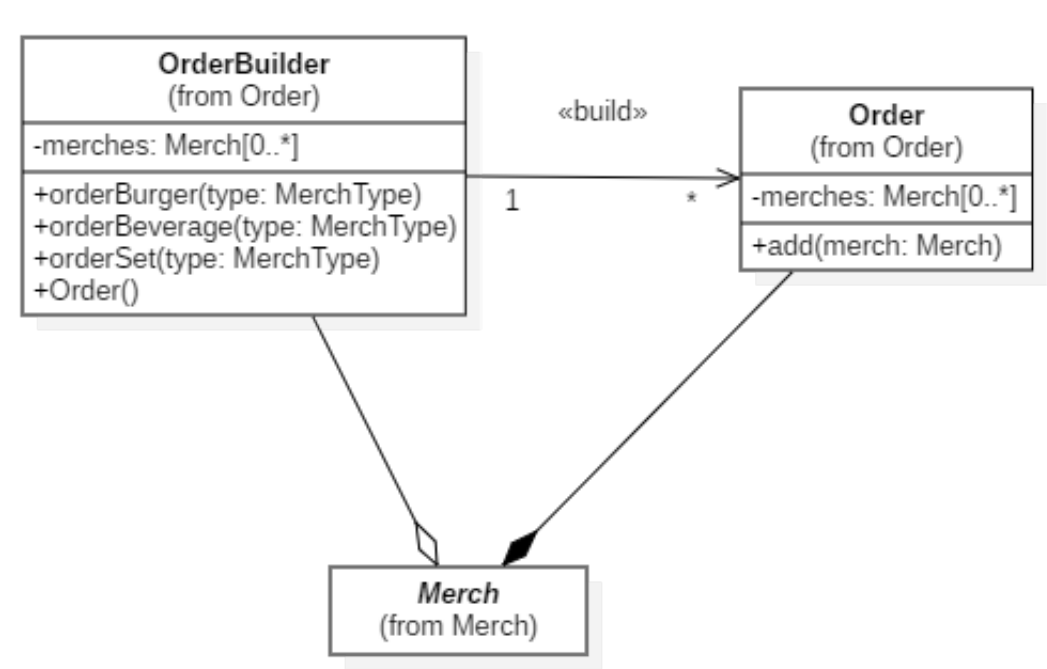 OrderBuilder
(from Order)
-merches: Merch[0..*]
+orderBurger(type: MerchType)
+orderBeverage(type: MerchType)
+orderSet(type: MerchType)
+Order()
«build»
1
*
Order
(from Order)
-merches: Merch[0..*]
+add(merch: Merch)
Merch
(from Merch)